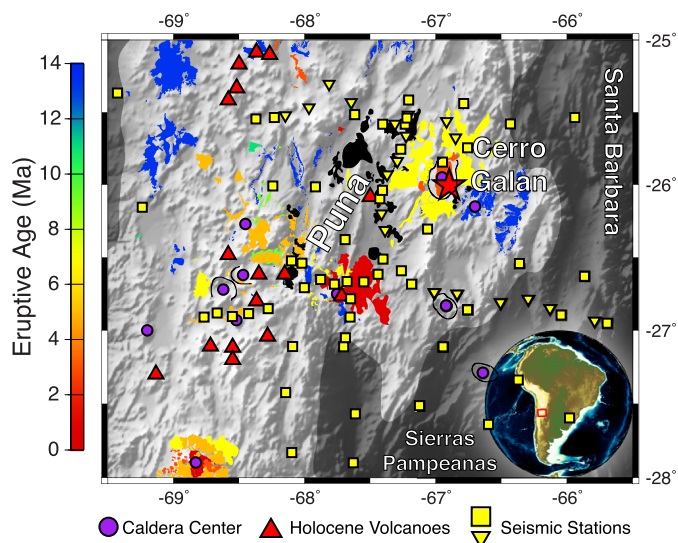 -69 -68 -67 -66
-25
14
12
10
8
6
4
2
0
Eruptive Age (Ma)
Santa Barbara
Cerro
Galan
-26
Puna
-27
Sierras
Pampeanas
-28
-69 -68 -67 -66
Caldera Center Holocene Volcanoes Seismic Stations